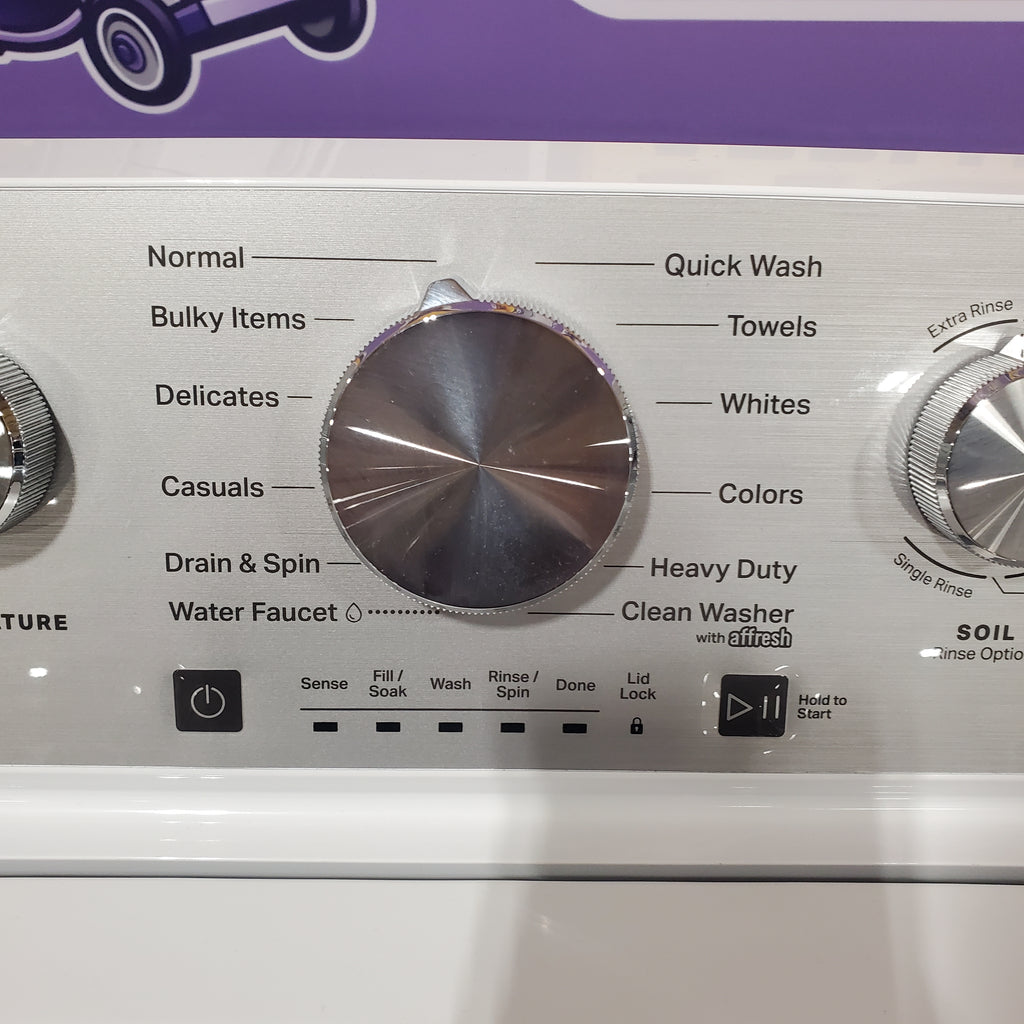 Normal
Quick Wash
Bulky Items
Towels
Extra Rinse
Delicates
Whites
Casuals
Colors
Drain & Spin
Heavy Duty
Single Rinse
Water Faucet
Clean Washer
with affresh
TURE
SOIL
Rinse Optio
Sense
Fill /
Soak
Wash
Rinse /
Spin
Done
Lid
Lock
Hold to
Start